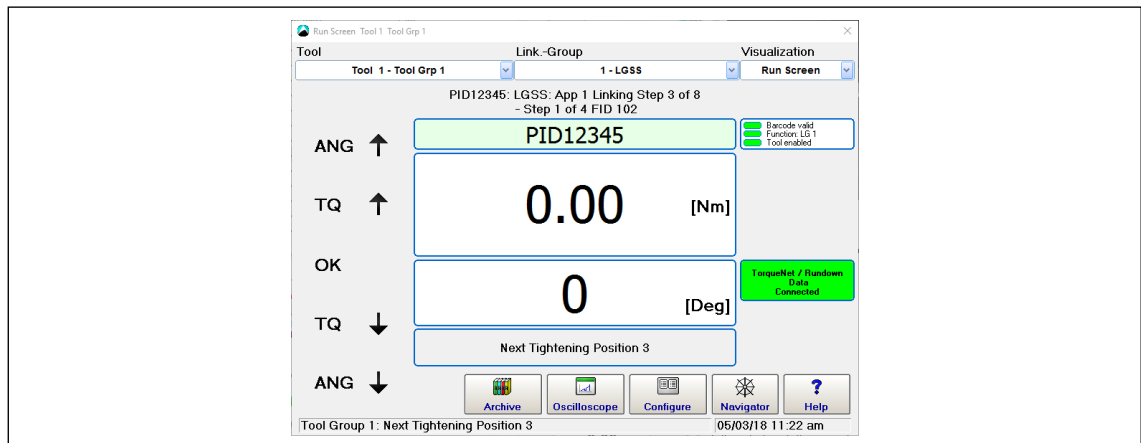 Run Screen Tool 1 Tool Grp 1
Tool Link.-Group Visualization
Tool 1 - Tool Grp 1 1 - LGSS Run Screen
PID12345: LGSS: App 1 Linking Step 3 of 8
- Step 1 of 4 FID 102
PID12345
Barcode valid
Function: LG 1
Tool enabled
ANG
TQ
0.00 [Nm]
OK
0 [Deg]
TorqueNet / Rundown
Data
Connected
TQ
Next Tightening Position 3
ANG
Archive Oscilloscope Configure Navigator Help
Tool Group 1: Next Tightening Position 3 05/03/18 11:22 am